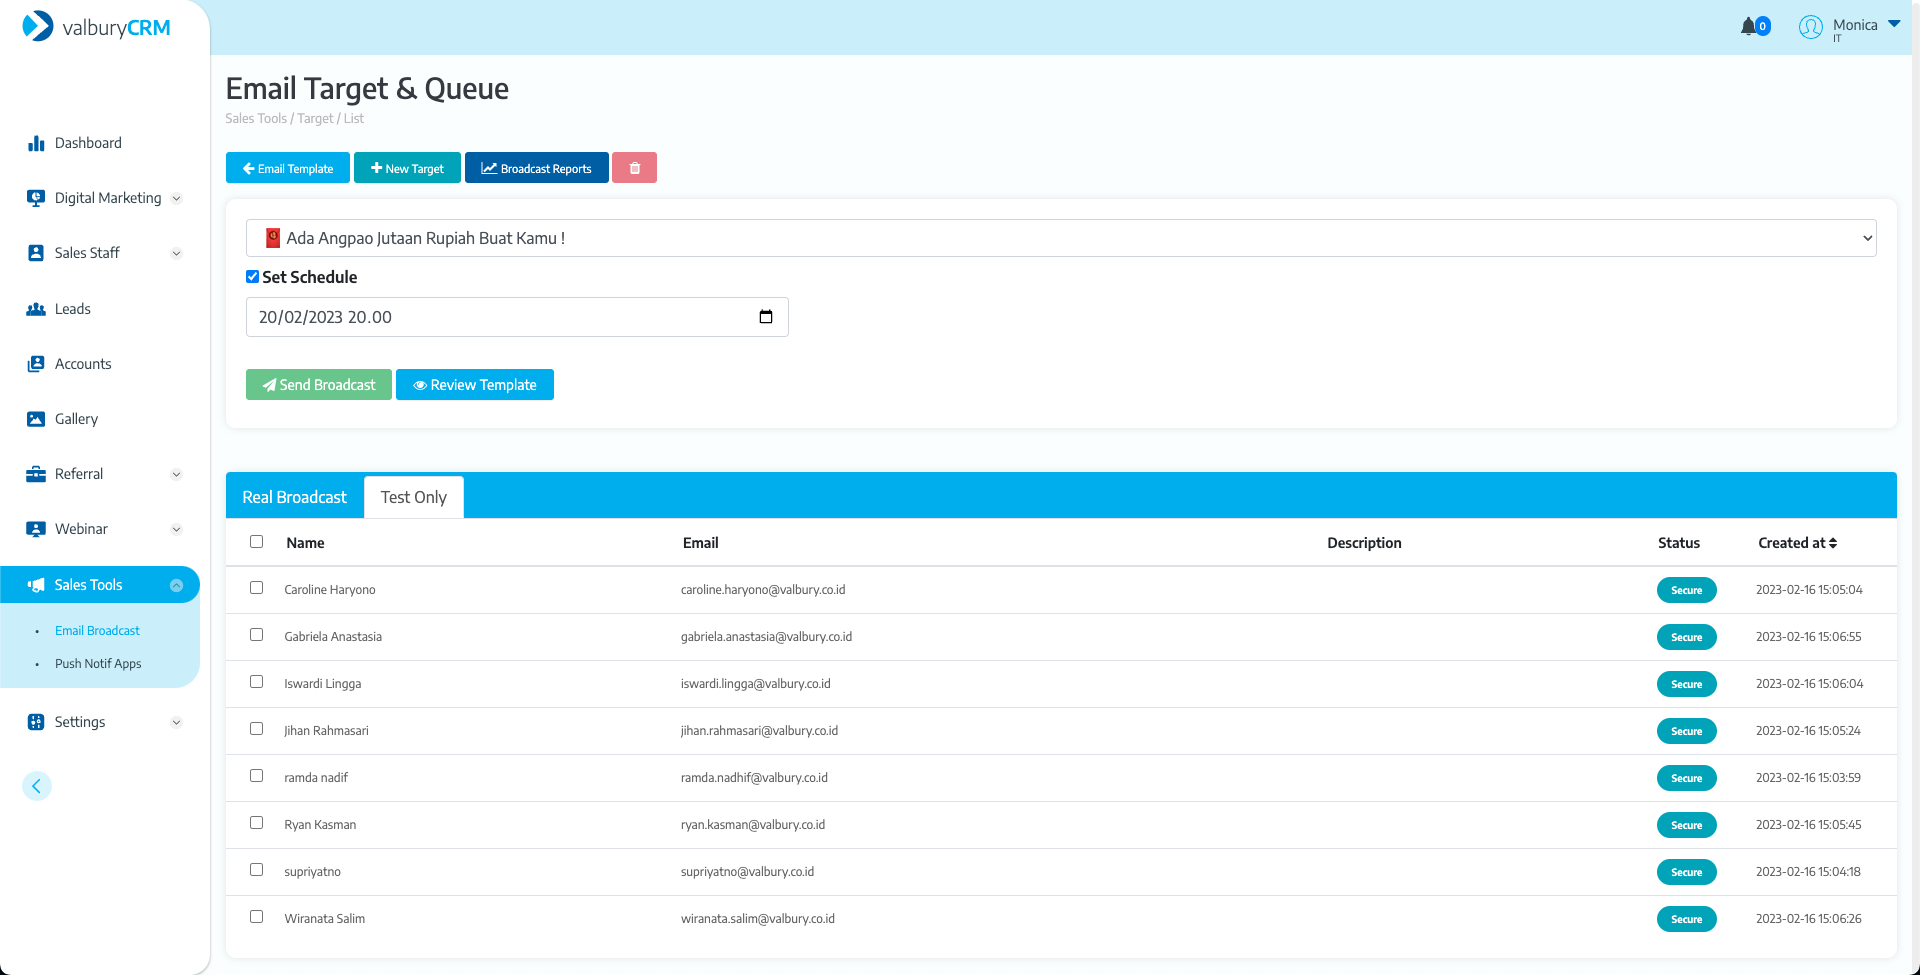 valburyCRM
0
Monica
IT
Email Target & Queue
Sales Tools / Target / List
Email Template
New Target
Broadcast Reports
Dashboard
Digital Marketing
Sales Staff
Leads
Accounts
Gallery
Referral
Webinar
Sales Tools
• Email Broadcast
• Push Notif Apps
Settings
Ada Angpao Jutaan Rupiah Buat Kamu !
Set Schedule
20/02/2023 20.00
Send Broadcast
Review Template
Real Broadcast
Test Only
Name Email Description Status Created at
Caroline Haryono caroline.haryono@valbury.co.id Secure 2023-02-16 15:05:04
Gabriela Anastasia gabriela.anastasia@valbury.co.id Secure 2023-02-16 15:06:55
Iswardi Lingga iswardi.lingga@valbury.co.id Secure 2023-02-16 15:06:04
Jihan Rahmasari jihan.rahmasari@valbury.co.id Secure 2023-02-16 15:05:24
ramda nadif ramda.nadhif@valbury.co.id Secure 2023-02-16 15:03:59
Ryan Kasman ryan.kasman@valbury.co.id Secure 2023-02-16 15:05:45
supriyatno supriyatno@valbury.co.id Secure 2023-02-16 15:04:18
Wiranata Salim wiranata.salim@valbury.co.id Secure 2023-02-16 15:06:26